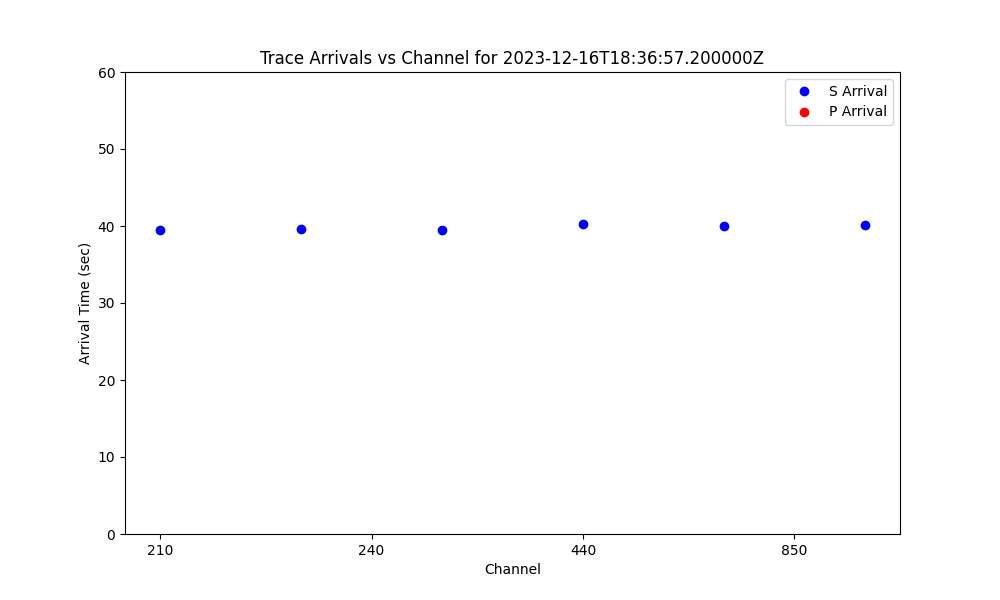 Trace Arrivals vs Channel for 2023-12-16T18:36:57.200000Z
S Arrival
P Arrival
60
50
40
30
20
10
0
Arrival Time (sec)
210
240
440
850
Channel